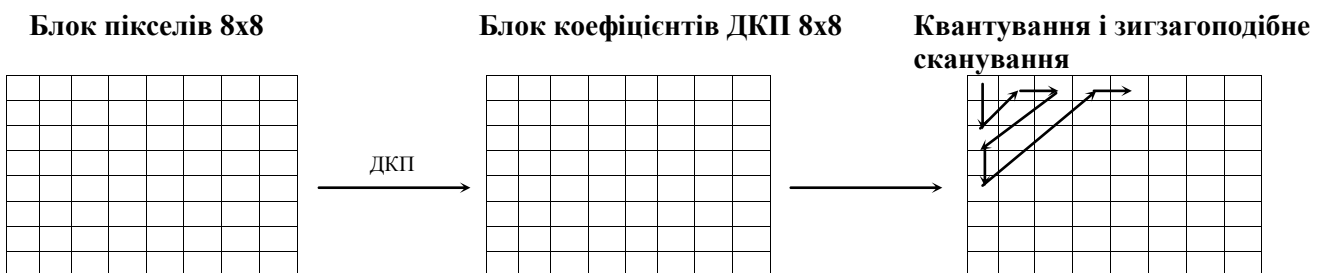 Блок пікселів 8x8
Блок коефіцієнтів ДКП 8x8
Квантування і зигзагоподібне
сканування
ДКП